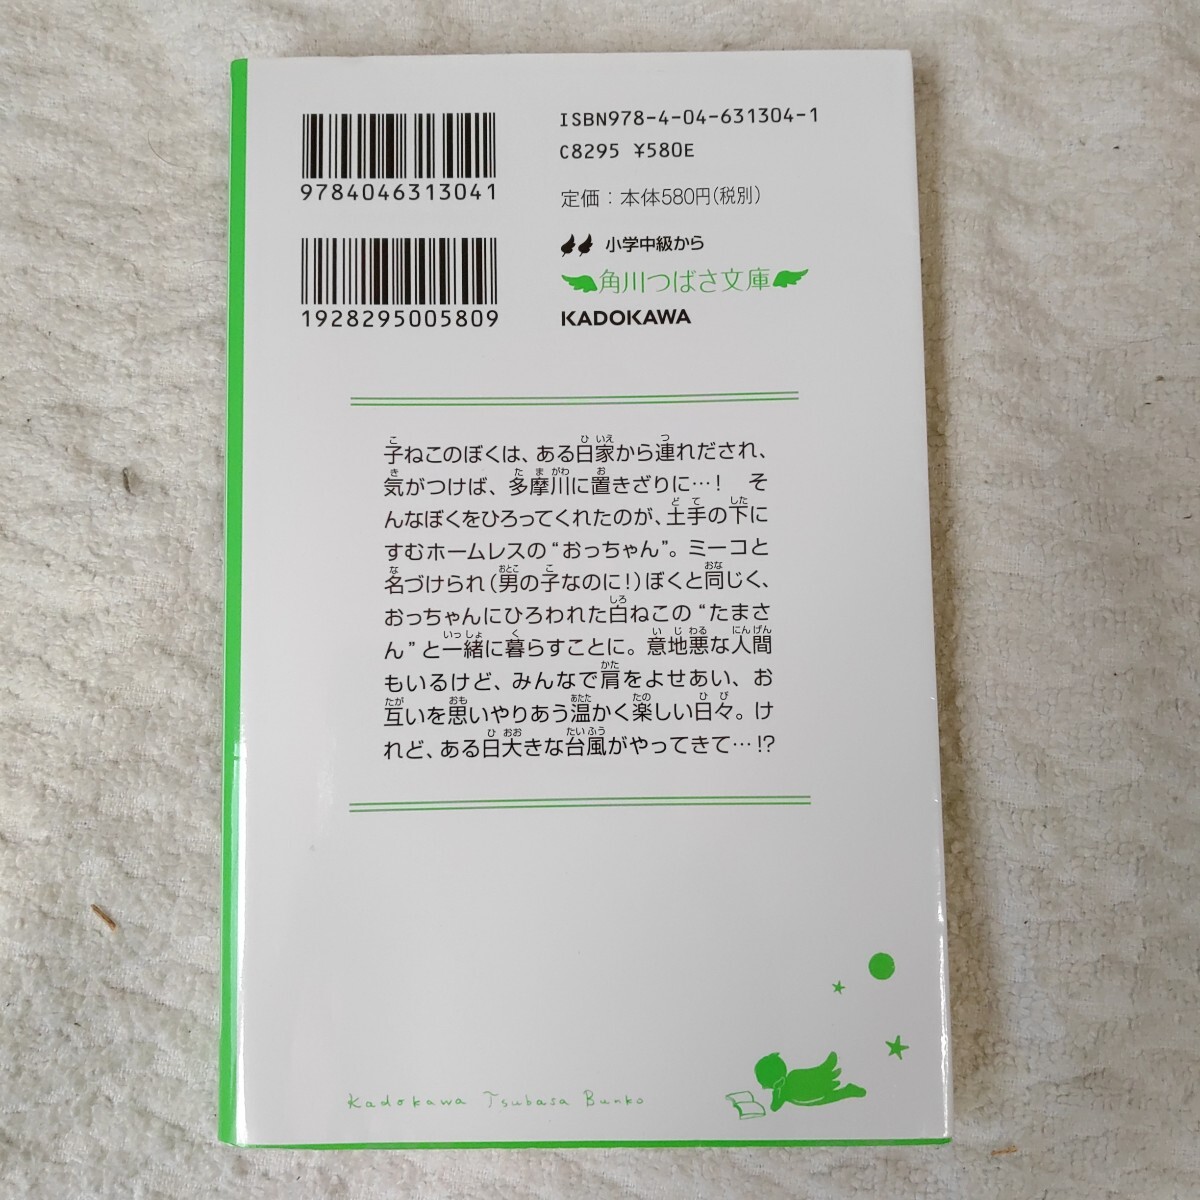 9784046313041
1928295005809
ISBN978-4-04-631304-1
C8295 ¥580E
定価：本体580円（税別）
小学中級から
角川つばさ文庫
KADOKAWA
子ねこのぼくは、ある日家から連れだされ、
気がつけば、多摩川に置きざりに…！　そ
んなぼくをひろってくれたのが、土手の下に
すむホームレスの“おっちゃん”。ミーコと
名づけられ（男の子なのに！）ぼくと同じく、
おっちゃんにひろわれた白ねこの“たまさ
ん”と一緒に暮らすことに。意地悪な人間
もいるけど、みんなで肩をよせあい、お
互いを思いやりあう温かく楽しい日々。け
れど、ある日大きな台風がやってきて…!?
Kadokawa Tsubasa Bunko